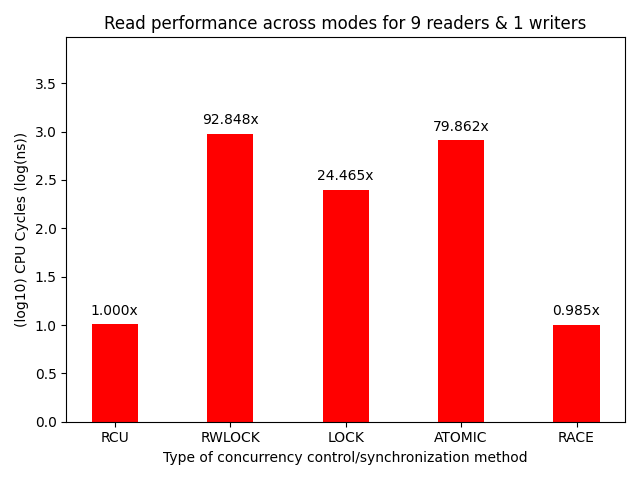 Read performance across modes for 9 readers & 1 writers
(log10) CPU Cycles (log(ns))
3.5
3.0
2.5
2.0
1.5
1.0
0.5
0.0
1.000x
92.848x
24.465x
79.862x
0.985x
RCU RWLOCK LOCK ATOMIC RACE
Type of concurrency control/synchronization method